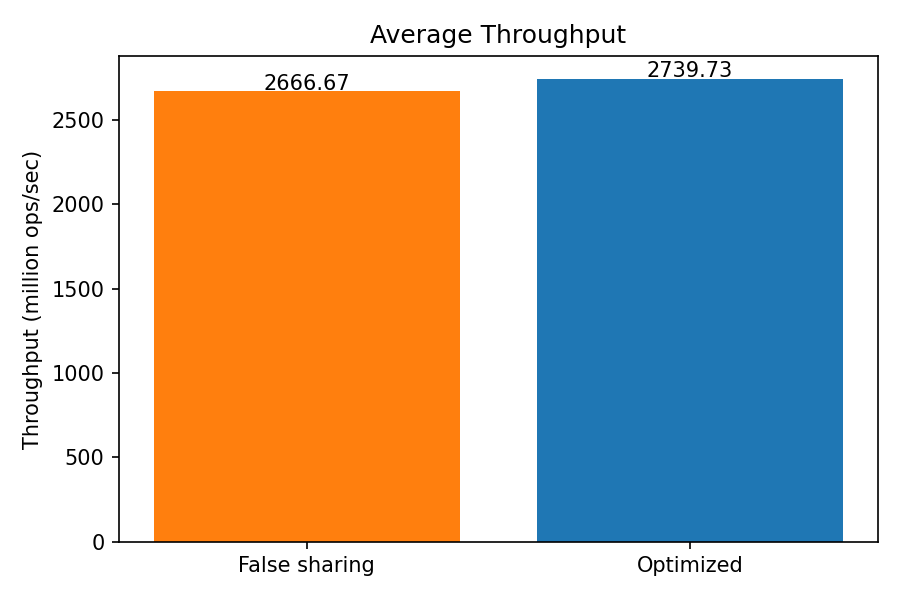 Average Throughput
Throughput (million ops/sec)
2500
2000
1500
1000
500
0
2666.67
2739.73
False sharing
Optimized